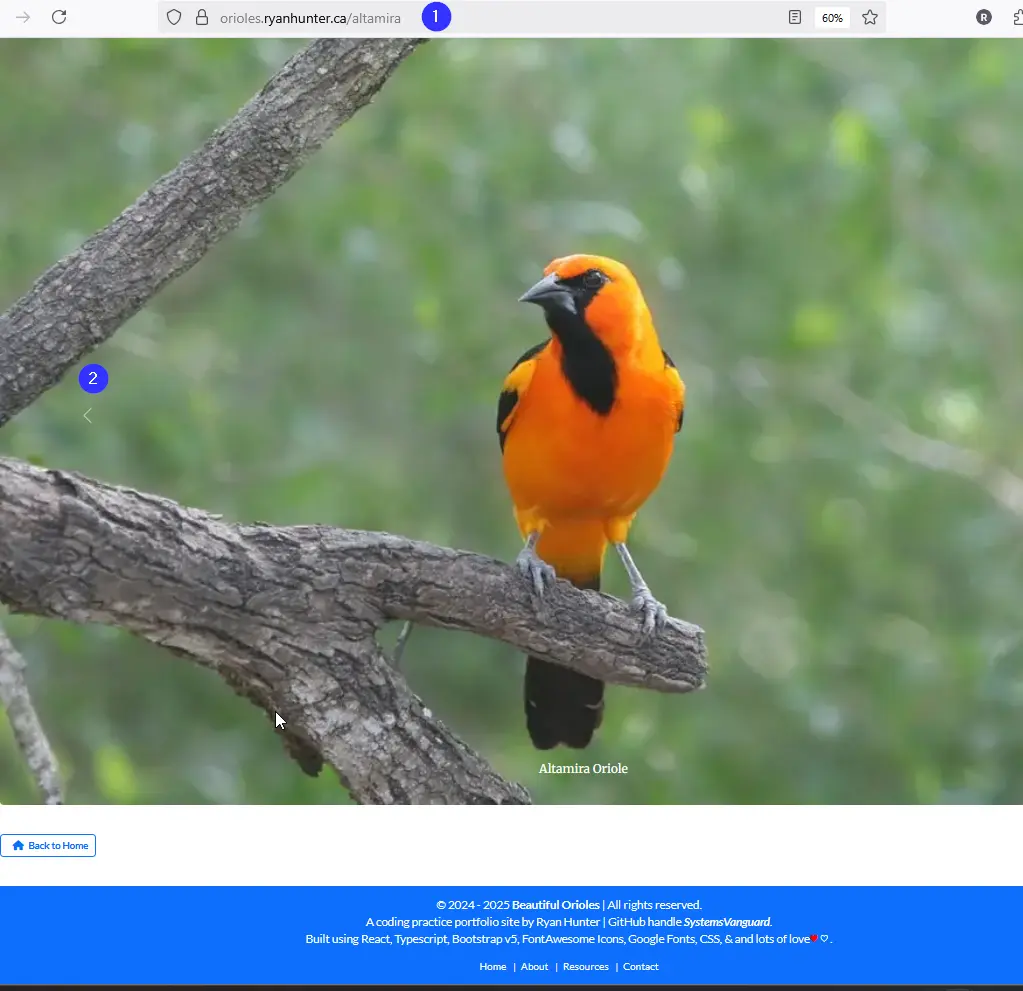 orioles.ryanhunter.ca/altamira
1
60%
R
2
Altamira Oriole
Back to Home
© 2024 - 2025 Beautiful Orioles | All rights reserved.
A coding practice portfolio site by Ryan Hunter | GitHub handle SystemsVanguard.
Built using React, Typescript, Bootstrap v5, FontAwesome Icons, Google Fonts, CSS, & and lots of love❤️♡.
Home | About | Resources | Contact